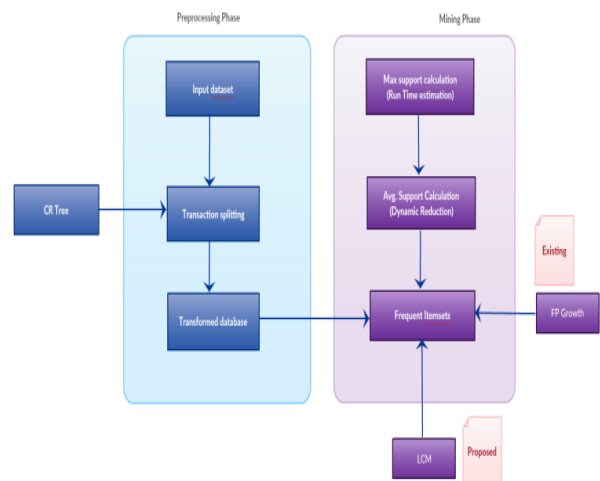 Preprocessing Phase
Mining Phase
Input dataset
Max support calculation
(Run Time estimation)
CR Tree
Transaction splitting
Avg. Support Calculation
(Dynamic Reduction)
Existing
Transformed database
Frequent Itemsets
FP Growth
LCM
Proposed